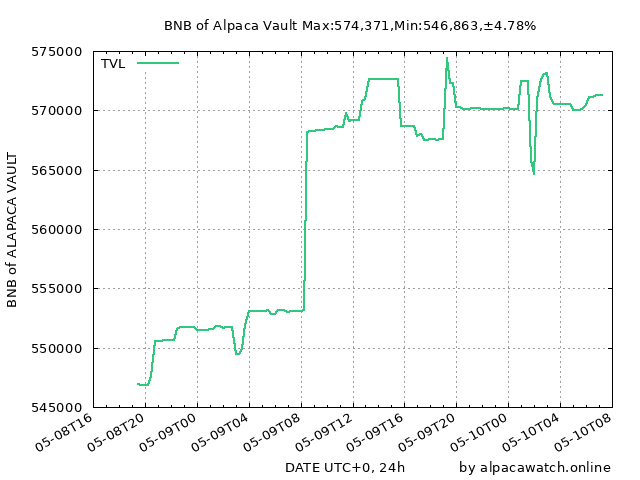 BNB of Alpaca Vault Max:574,371,Min:546,863,±4.78%
575000
TVL
570000
565000
560000
555000
550000
545000
BNB of ALAPACA VAULT
05-08T16
05-08T20
05-09T00
05-09T04
05-09T08
05-09T12
05-09T16
05-09T20
05-10T00
05-10T04
05-10T08
DATE UTC+0, 24h
by alpacawatch.online